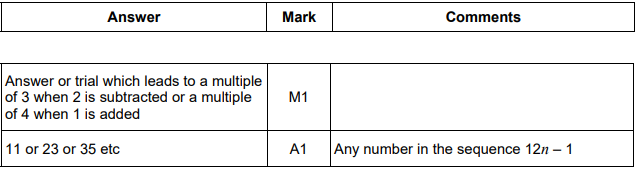 Answer Mark Comments
Answer or trial which leads to a multiple
of 3 when 2 is subtracted or a multiple
of 4 when 1 is added
M1
11 or 23 or 35 etc A1 Any number in the sequence 12n – 1